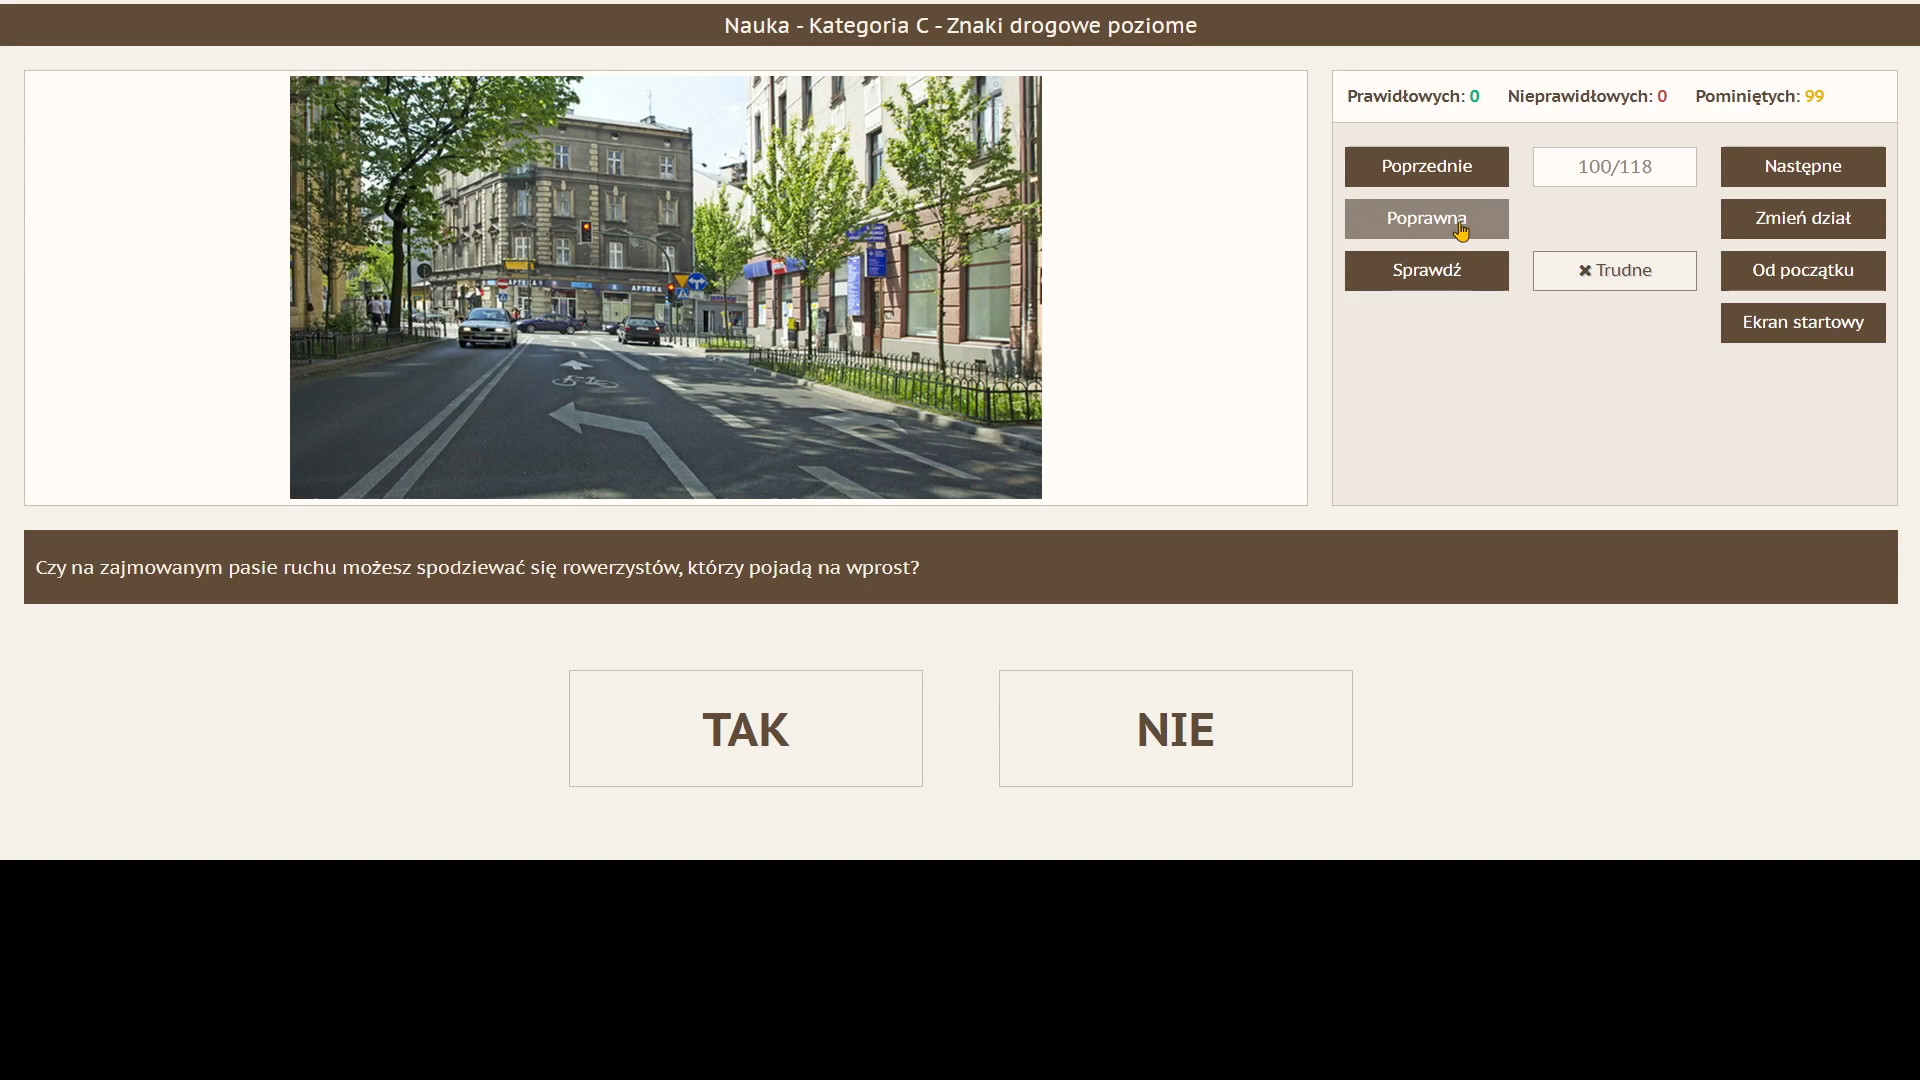 Nauka - Kategoria C - Znaki drogowe poziome
Prawidłowych: 0 Nieprawidłowych: 0 Pominiętych: 99
Poprzednie 100/118 Następne
Poprawna Zmień dział
Sprawdź ✖ Trudne Od początku
Ekran startowy
APTEKA
Czy na zajmowanym pasie ruchu możesz spodziewać się rowerzystów, którzy pojadą na wprost?
TAK NIE